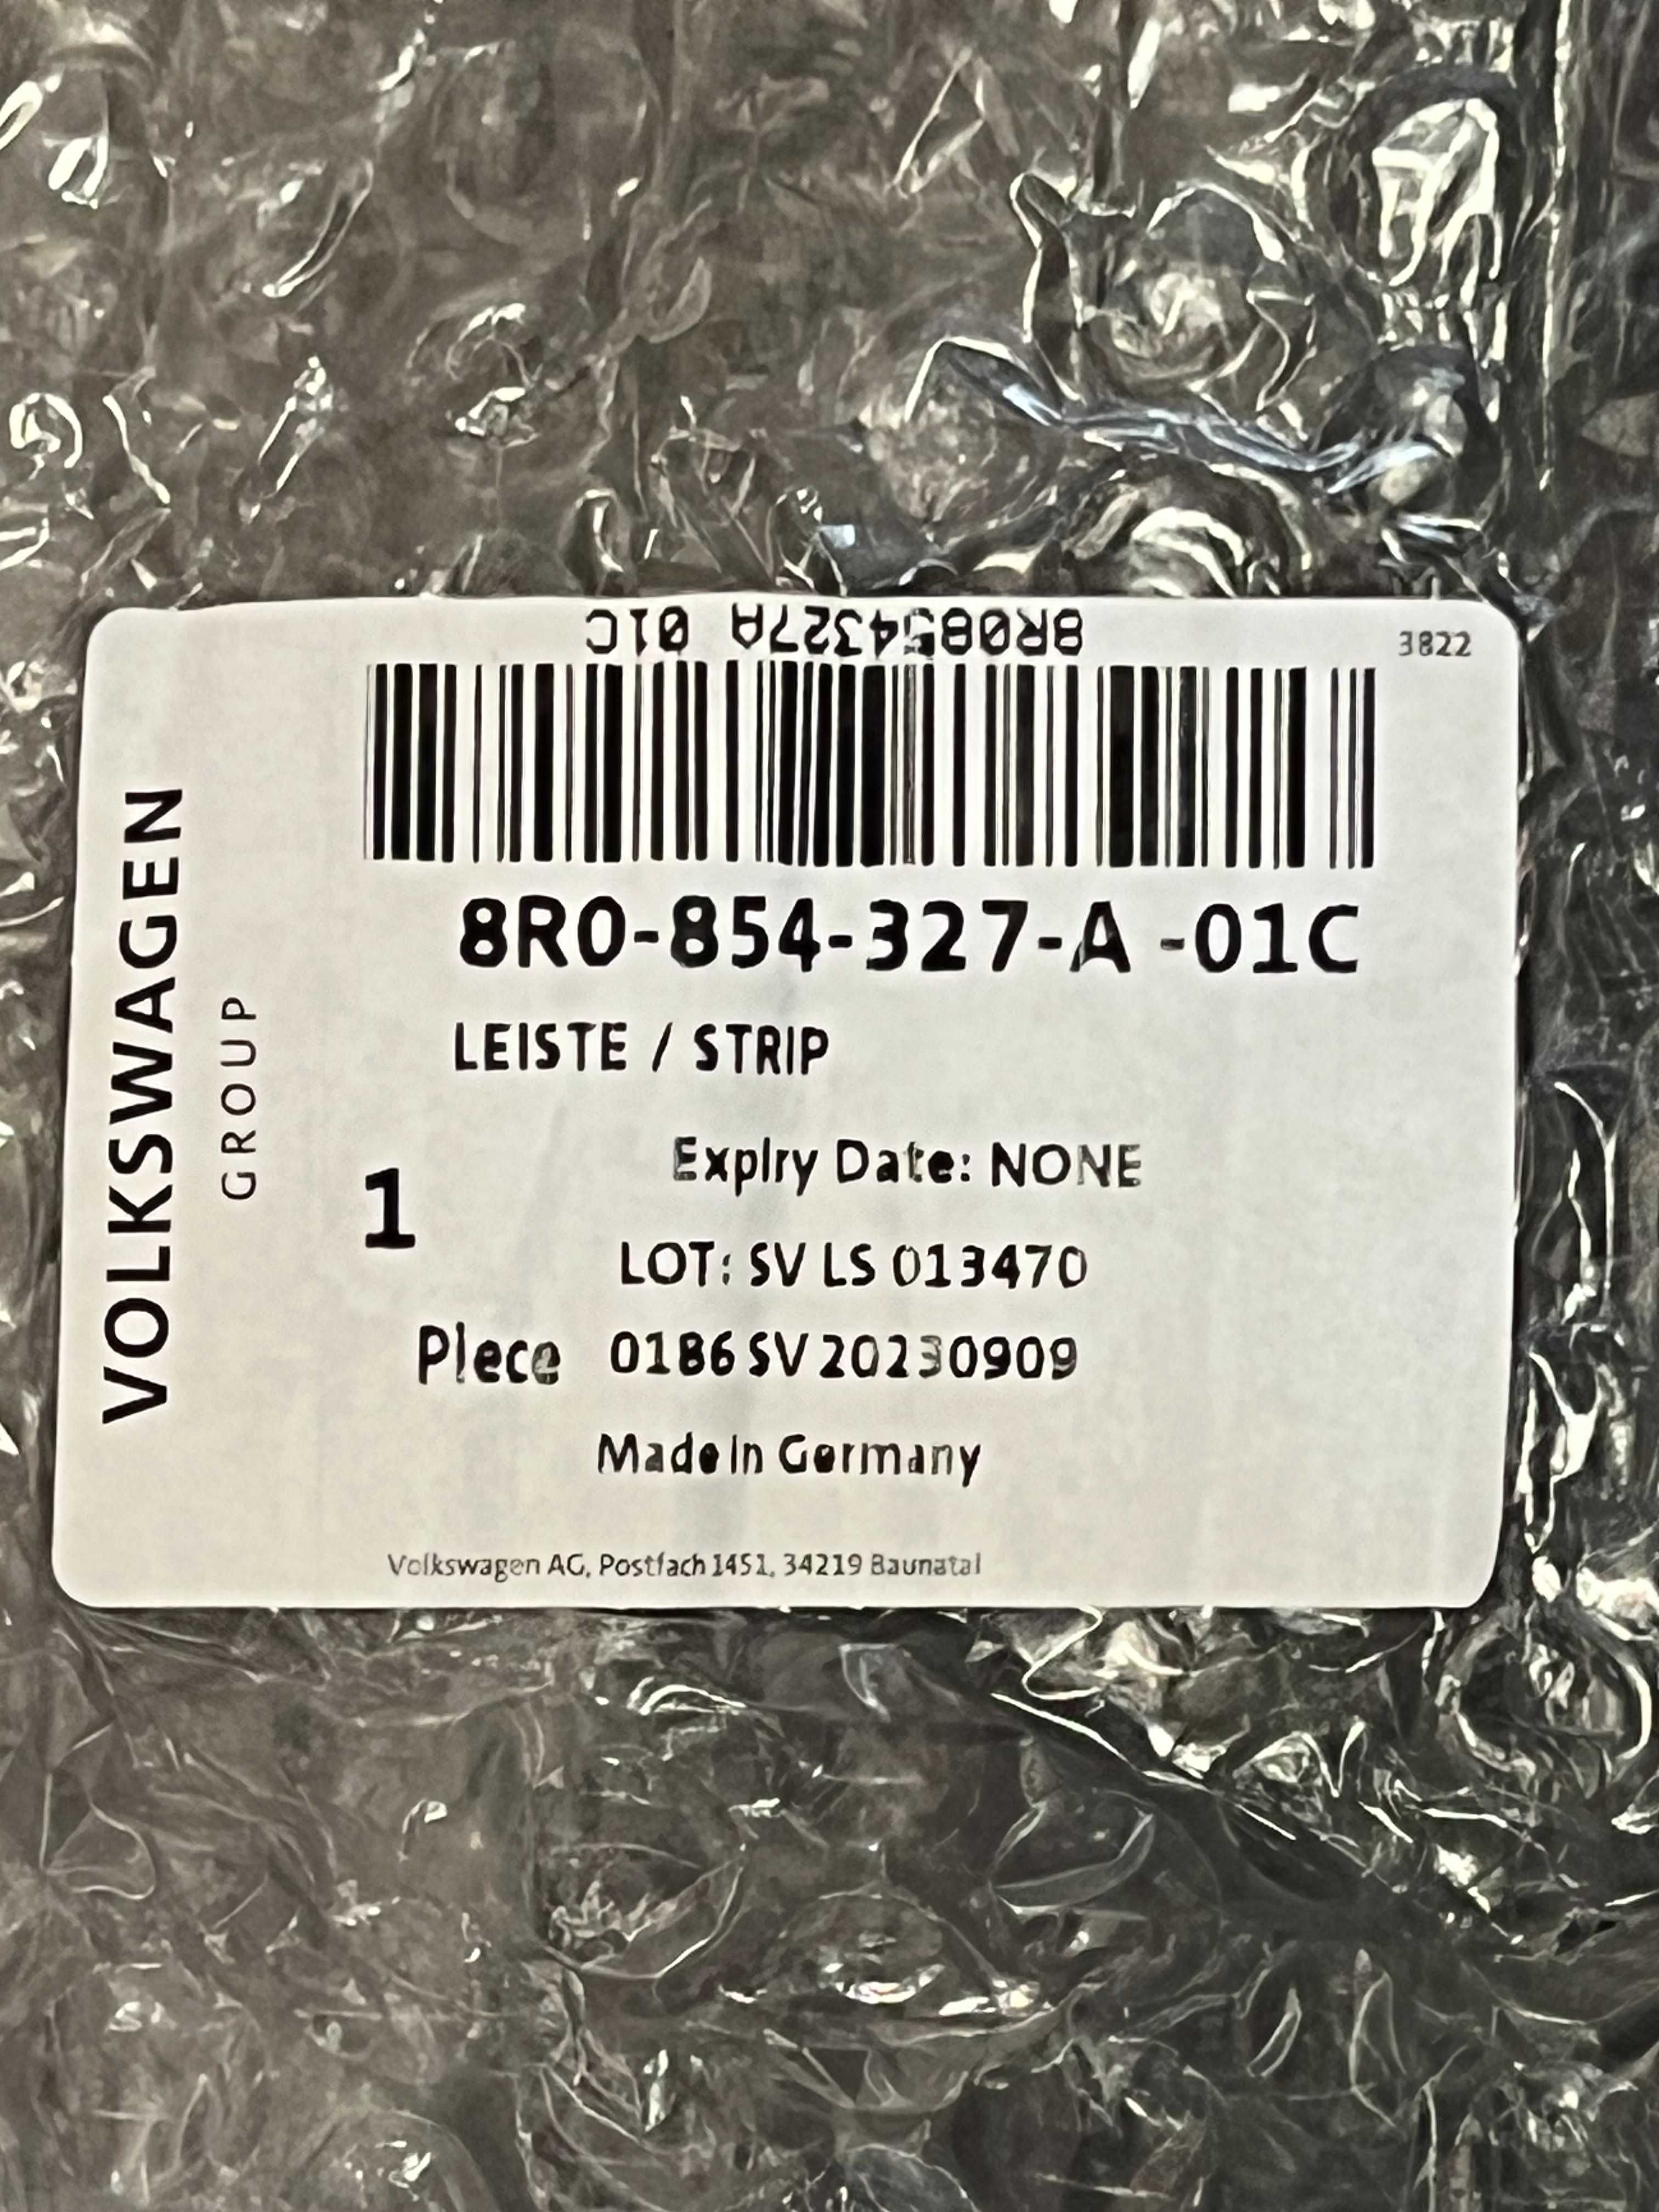 8R0854327A 01C
3822
VOLKSWAGEN
GROUP
8R0-854-327-A -01C
LEISTE / STRIP
Expiry Date: NONE
1
LOT: SV LS 013470
Piece 0186 SV 20230909
Made in Germany
Volkswagen AG, Postfach 1451, 34219 Baunatal